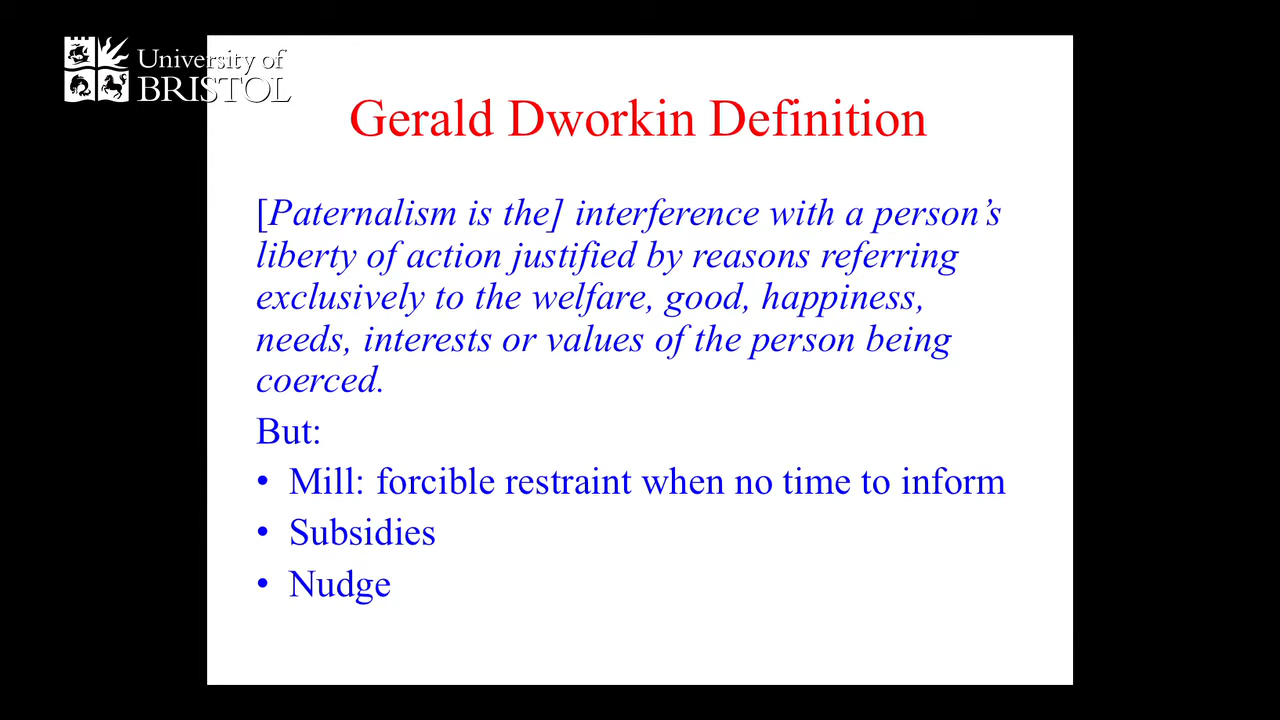 University of
BRISTOL
Gerald Dworkin Definition
[Paternalism is the] interference with a person’s
liberty of action justified by reasons referring
exclusively to the welfare, good, happiness,
needs, interests or values of the person being
coerced.
But:
• Mill: forcible restraint when no time to inform
• Subsidies
• Nudge